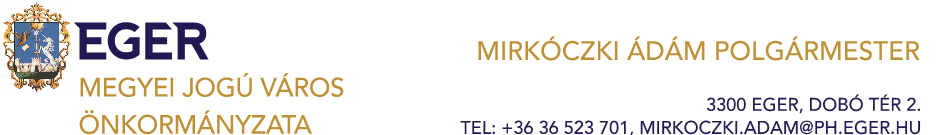 EGER
MEGYEI JOGÚ VÁROS
ÖNKORMÁNYZATA
MIRKÓCZKI ÁDÁM POLGÁRMESTER
3300 EGER, DOBÓ TÉR 2.
TEL: +36 36 523 701, MIRKOCZKI.ADAM@PH.EGER.HU